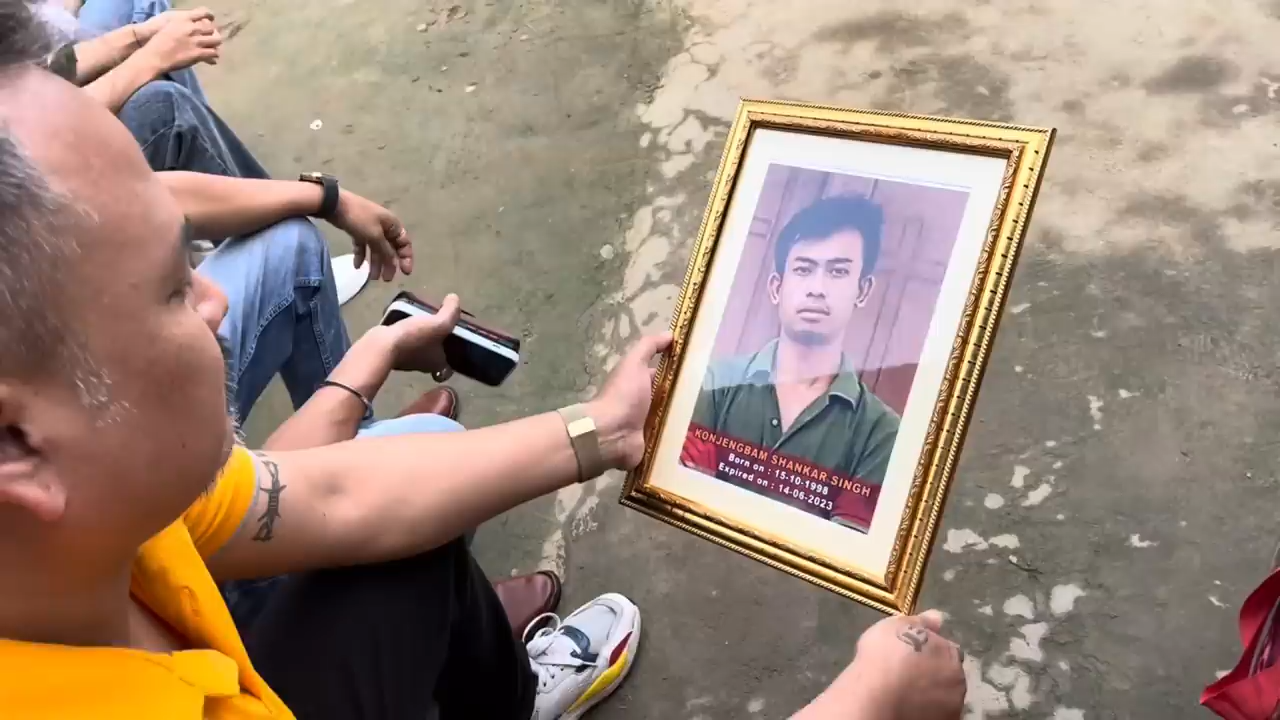 KONJENGBAM SHANKAR SINGH
Born on : 15-10-1998
Expired on : 14-06-2023